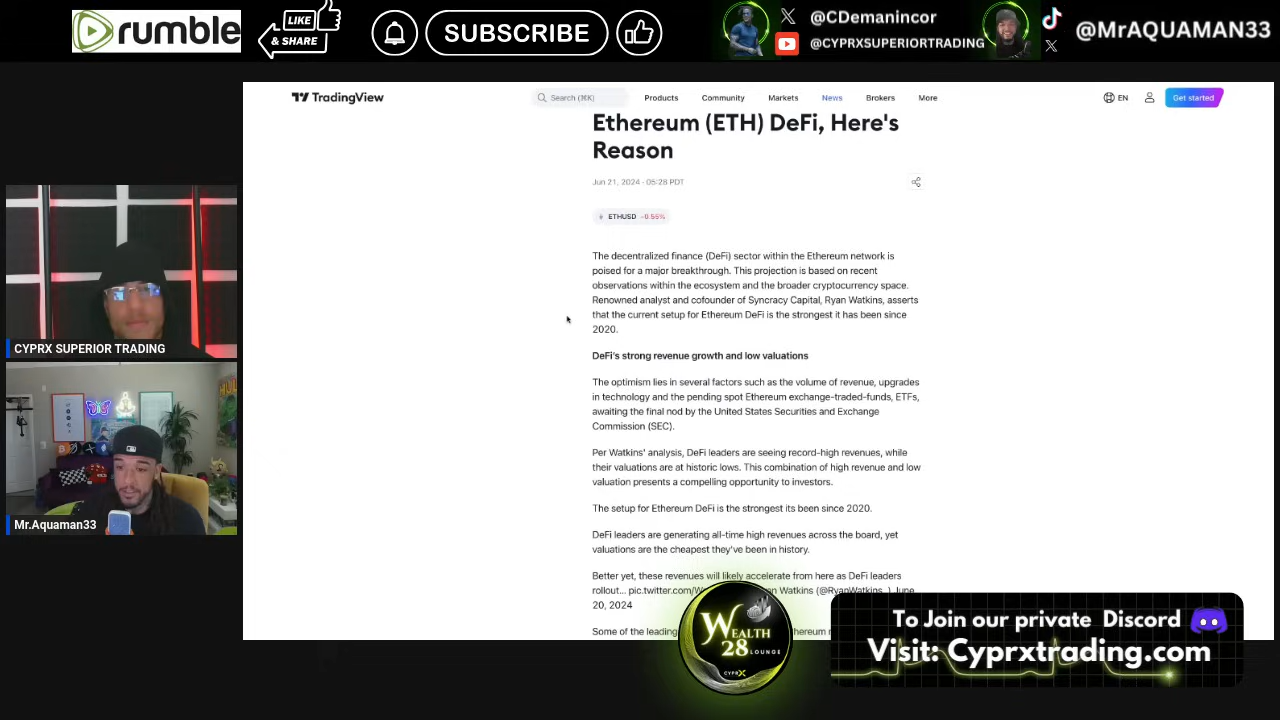 rumble
LIKE
& SHARE
SUBSCRIBE
@CDemanincor
@CYPRXSUPERIORTRADING
@MrAQUAMAN33
TradingView
Search (⌘K)
Products
Community
Markets
News
Brokers
More
EN
Get started
Ethereum (ETH) DeFi, Here's
Reason
Jun 21, 2024 · 05:28 PDT
ETHUSD −0.56%
The decentralized finance (DeFi) sector within the Ethereum network is
poised for a major breakthrough. This projection is based on recent
observations within the ecosystem and the broader cryptocurrency space.
Renowned analyst and cofounder of Syncracy Capital, Ryan Watkins, asserts
that the current setup for Ethereum DeFi is the strongest it has been since
2020.
DeFi's strong revenue growth and low valuations
The optimism lies in several factors such as the volume of revenue, upgrades
in technology and the pending spot Ethereum exchange-traded-funds, ETFs,
awaiting the final nod by the United States Securities and Exchange
Commission (SEC).
Per Watkins' analysis, DeFi leaders are seeing record-high revenues, while
their valuations are at historic lows. This combination of high revenue and low
valuation presents a compelling opportunity to investors.
The setup for Ethereum DeFi is the strongest its been since 2020.
DeFi leaders are generating all-time high revenues across the board, yet
valuations are the cheapest they've been in history.
Better yet, these revenues will likely accelerate from here as DeFi leaders
rollout... pic.twitter.com/ Watkins (@RyanWatkins_) June
20, 2024
Some of the leading
CYPRX SUPERIOR TRADING
Mr.Aquaman33
WEALTH
28
LOUNGE
CYPRX
To Join our private Discord
Visit: Cyprxtrading.com